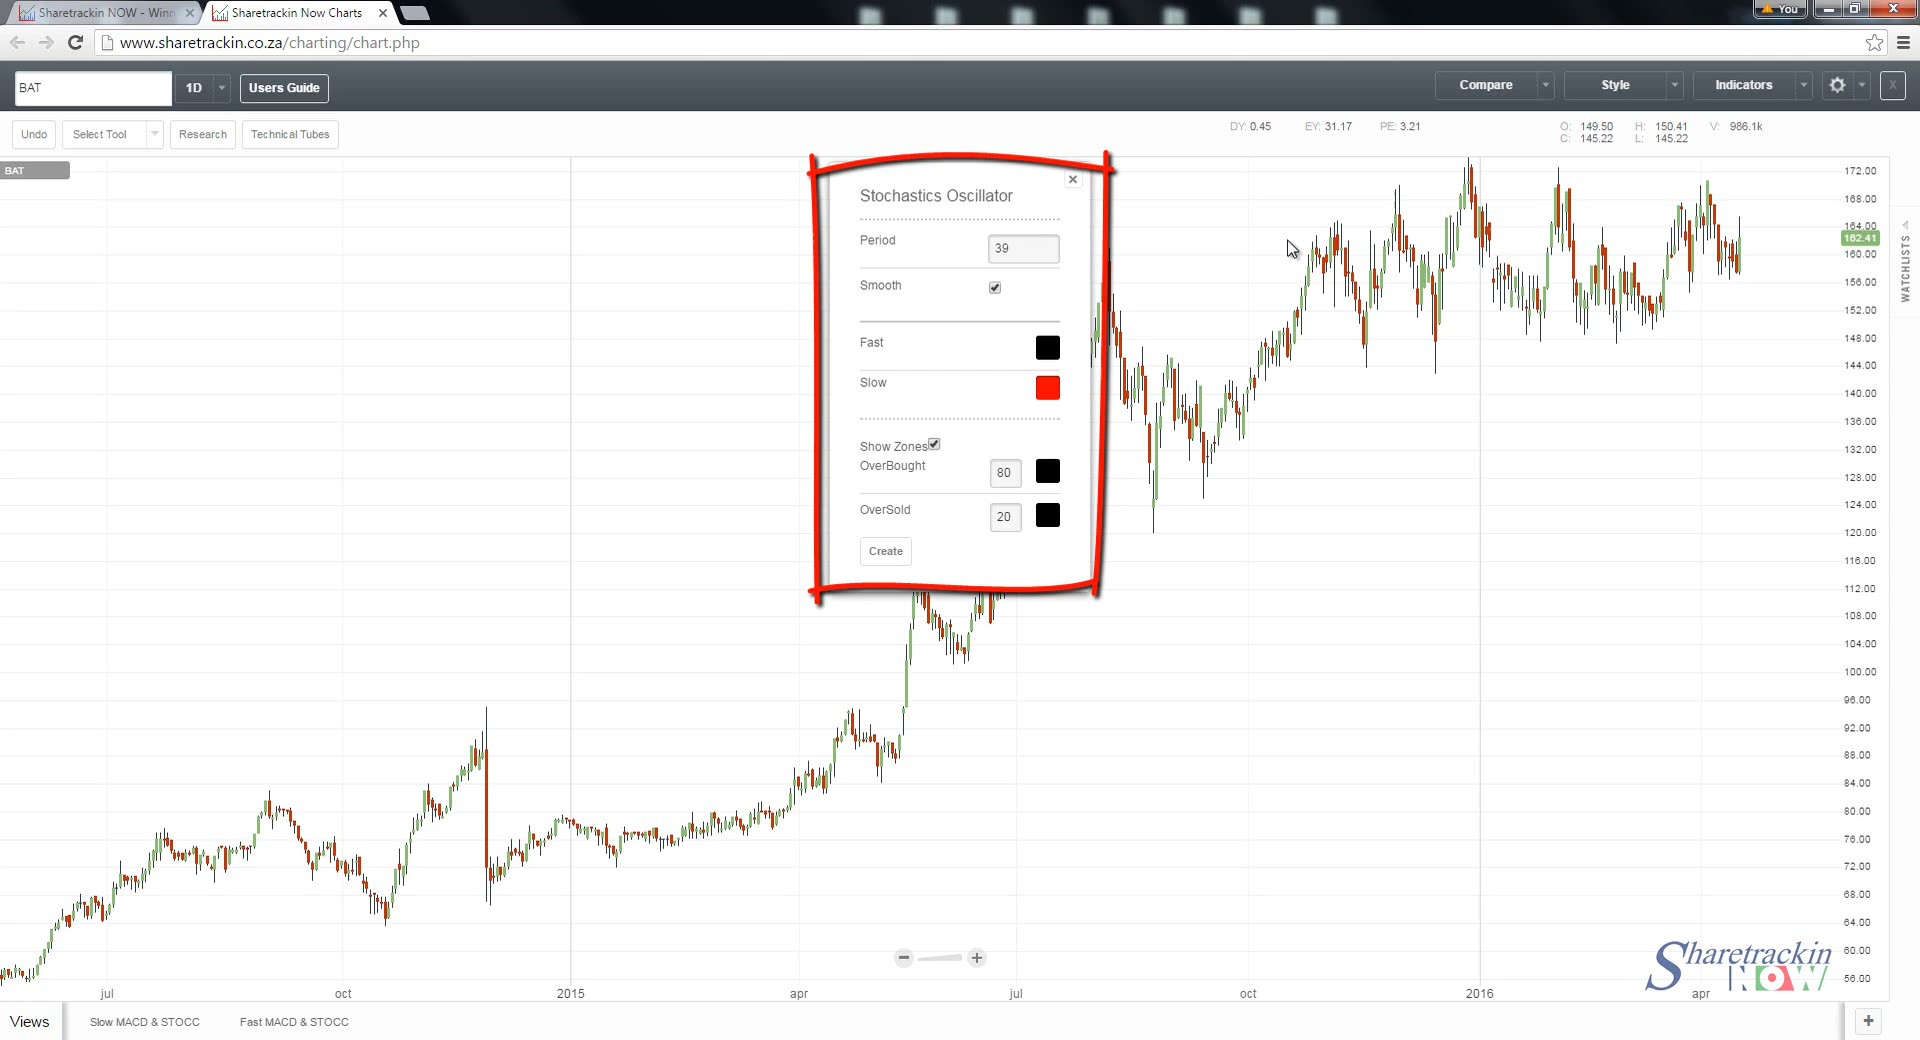 Sharetrackin NOW - Winn
Sharetrackin Now Charts
You
www.sharetrackin.co.za/charting/chart.php
BAT
1D
Users Guide
Compare
Style
Indicators
X
Undo
Select Tool
Research
Technical Tubes
DY: 0.45
EY: 31.17
PE: 3.21
O: 149.50
H: 150.41
V: 986.1k
C: 145.22
L: 145.22
BAT
Stochastics Oscillator
Period
39
Smooth
Fast
Slow
Show Zones
OverBought
80
OverSold
20
Create
172.00
168.00
164.00
162.41
160.00
156.00
152.00
148.00
144.00
140.00
136.00
132.00
128.00
124.00
120.00
116.00
112.00
108.00
104.00
100.00
96.00
92.00
88.00
84.00
80.00
76.00
72.00
68.00
64.00
60.00
56.00
WATCHLISTS
Sharetrackin
NOW
jul
oct
2015
apr
jul
oct
2016
apr
Views
Slow MACD & STOCC
Fast MACD & STOCC